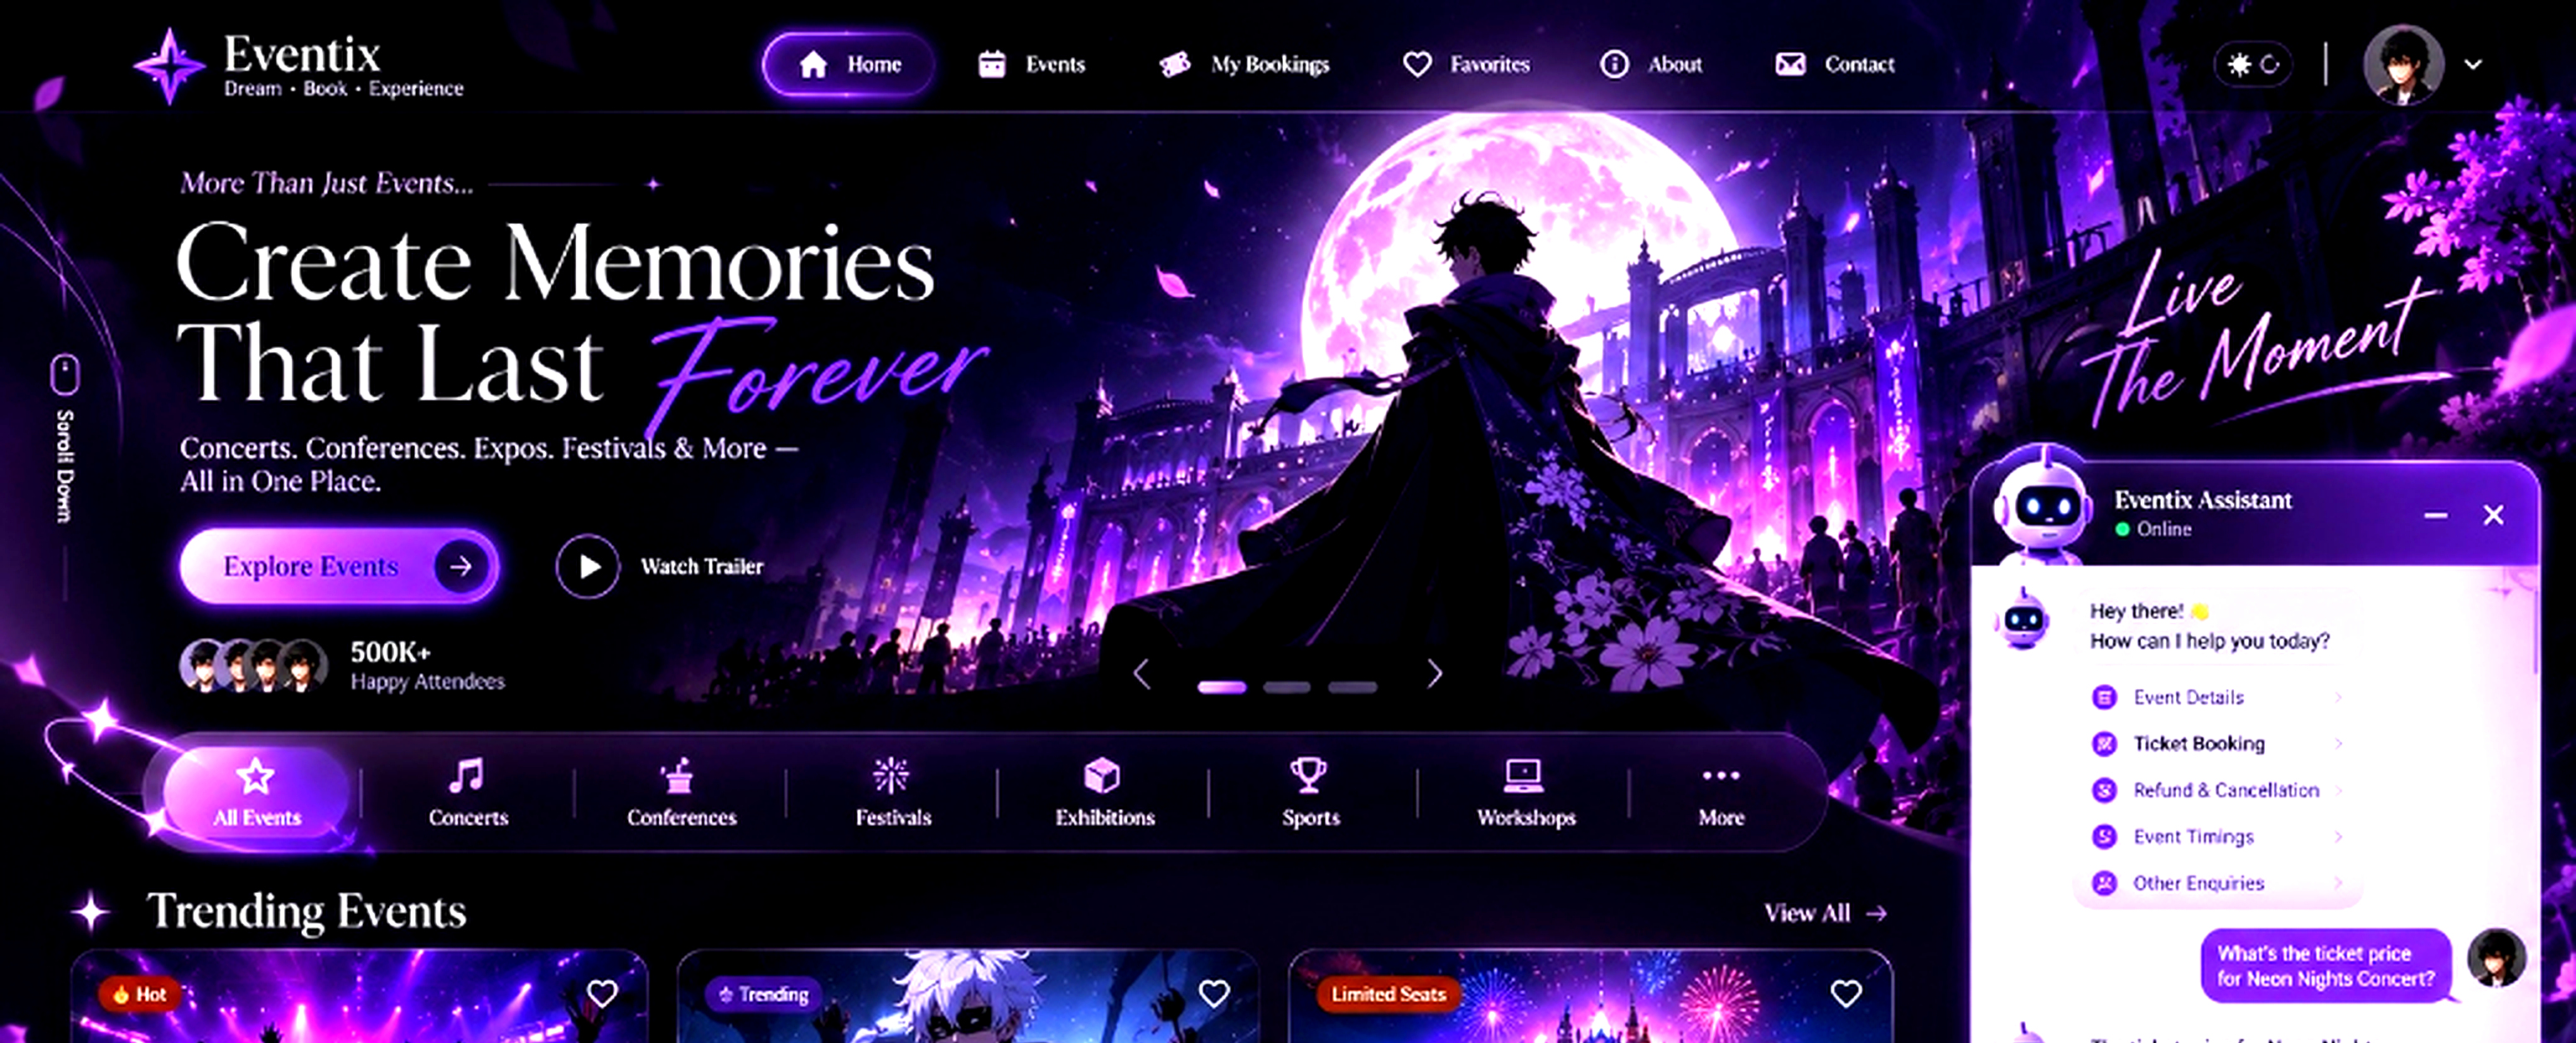 Eventix
Dream • Book • Experience
Home
Events
My Bookings
Favorites
About
Contact
More Than Just Events...
Create Memories
That Last Forever
Concerts. Conferences. Expos. Festivals & More —
All in One Place.
Explore Events
Watch Trailer
500K+
Happy Attendees
Scroll Down
Live
The Moment
All Events
Concerts
Conferences
Festivals
Exhibitions
Sports
Workshops
More
Trending Events
View All
Hot
Trending
Limited Seats
Eventix Assistant
Online
Hey there! 👋
How can I help you today?
Event Details
Ticket Booking
Refund & Cancellation
Event Timings
Other Enquiries
What's the ticket price
for Neon Nights Concert?